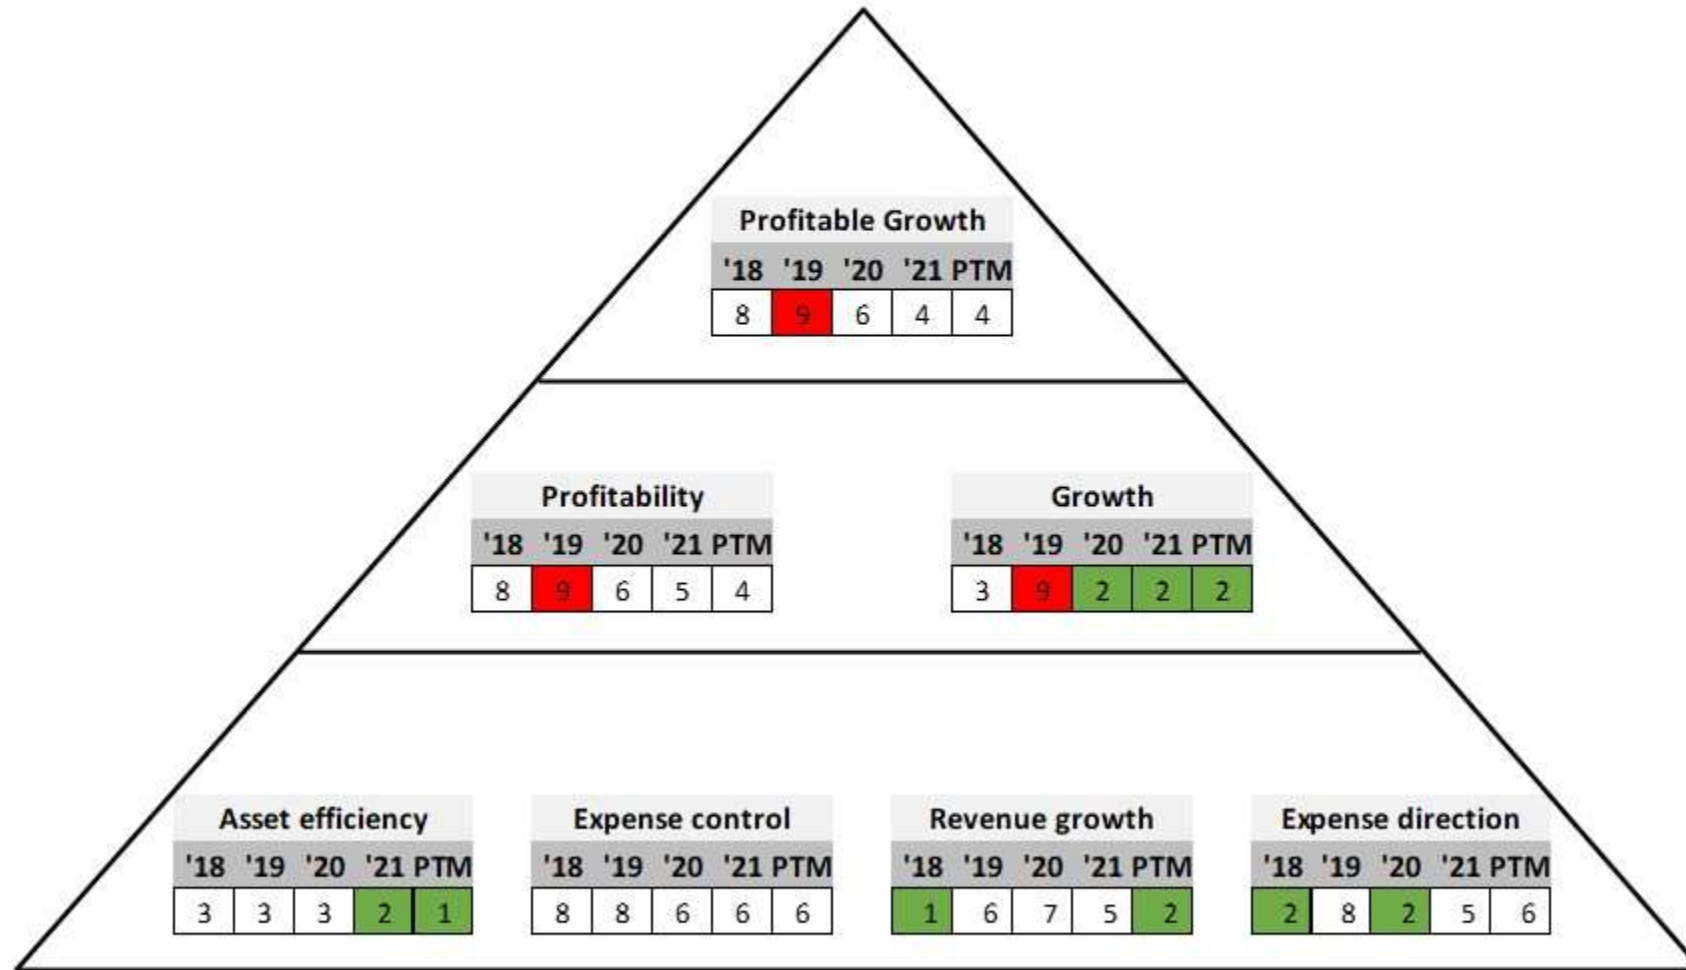 Profitable Growth
'18 '19 '20 '21 PTM
8 9 6 4 4
Profitability
'18 '19 '20 '21 PTM
8 9 6 5 4
Growth
'18 '19 '20 '21 PTM
3 9 2 2 2
Asset efficiency
'18 '19 '20 '21 PTM
3 3 3 2 1
Expense control
'18 '19 '20 '21 PTM
8 8 6 6 6
Revenue growth
'18 '19 '20 '21 PTM
1 6 7 5 2
Expense direction
'18 '19 '20 '21 PTM
2 8 2 5 6